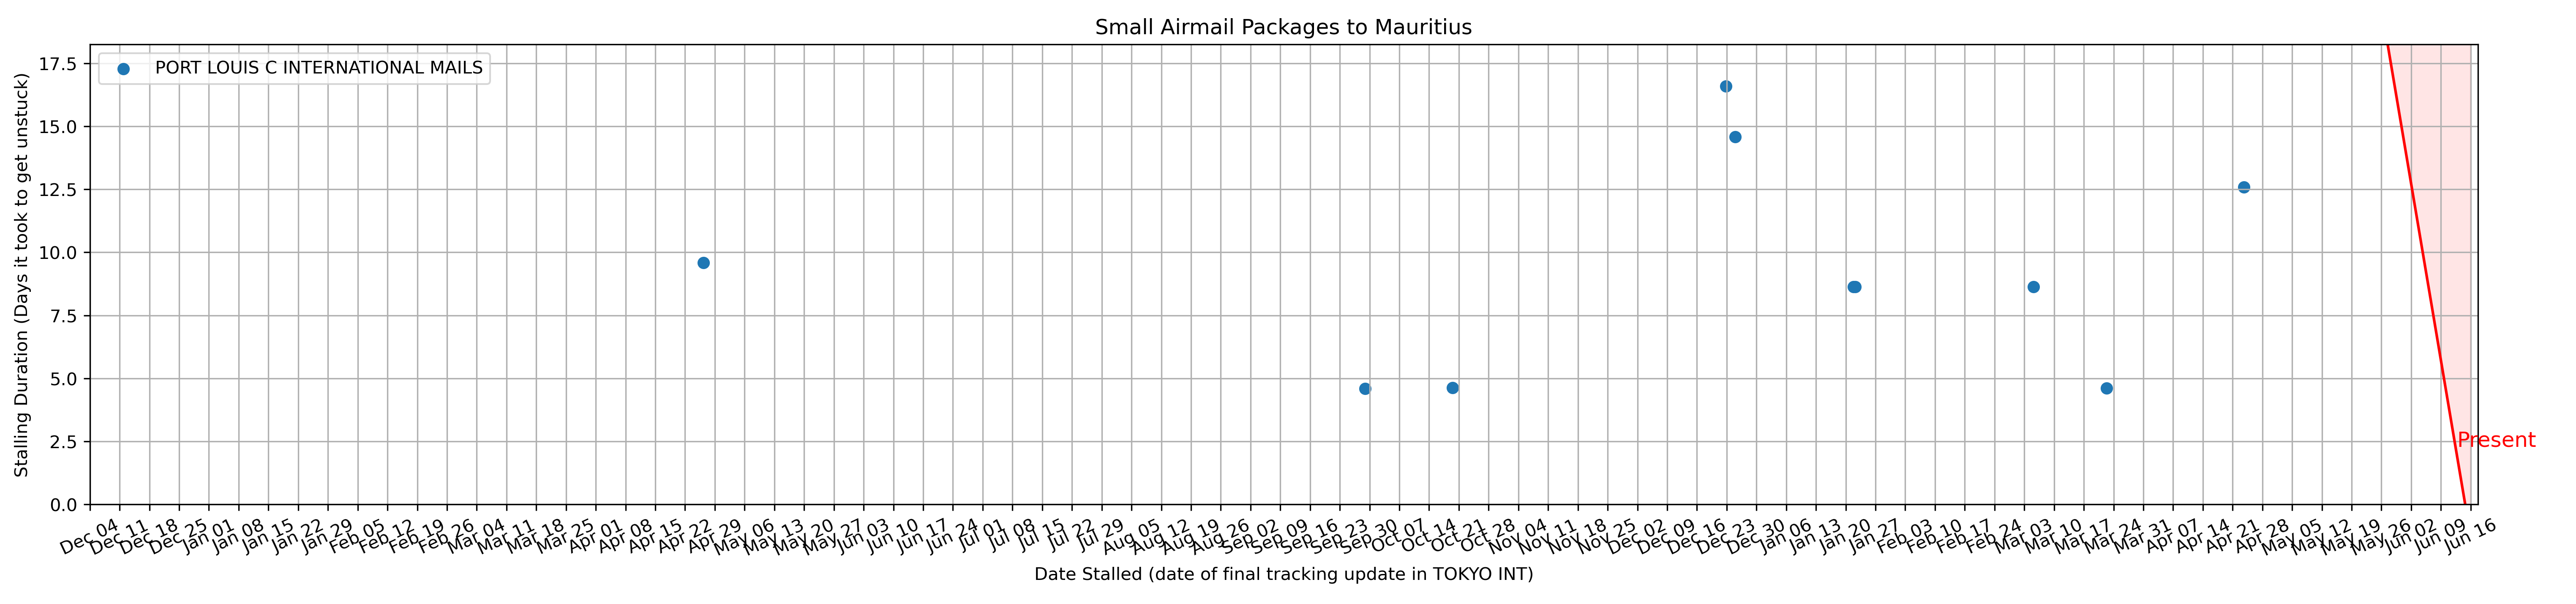 Small Airmail Packages to Mauritius
PORT LOUIS C INTERNATIONAL MAILS
Stalling Duration (Days it took to get unstuck)
17.5
15.0
12.5
10.0
7.5
5.0
2.5
0.0
Present
Dec 04 Dec 11 Dec 18 Dec 25 Jan 01 Jan 08 Jan 15 Jan 22 Jan 29 Feb 05 Feb 12 Feb 19 Feb 26 Mar 04 Mar 11 Mar 18 Mar 25 Apr 01 Apr 08 Apr 15 Apr 22 Apr 29 May 06 May 13 May 20 May 27 Jun 03 Jun 10 Jun 17 Jun 24 Jul 01 Jul 08 Jul 15 Jul 22 Jul 29 Aug 05 Aug 12 Aug 19 Aug 26 Sep 02 Sep 09 Sep 16 Sep 23 Sep 30 Oct 07 Oct 14 Oct 21 Oct 28 Nov 04 Nov 11 Nov 18 Nov 25 Dec 02 Dec 09 Dec 16 Dec 23 Dec 30 Jan 06 Jan 13 Jan 20 Jan 27 Feb 03 Feb 10 Feb 17 Feb 24 Mar 03 Mar 10 Mar 17 Mar 24 Mar 31 Apr 07 Apr 14 Apr 21 Apr 28 May 05 May 12 May 19 May 26 Jun 02 Jun 09 Jun 16
Date Stalled (date of final tracking update in TOKYO INT)